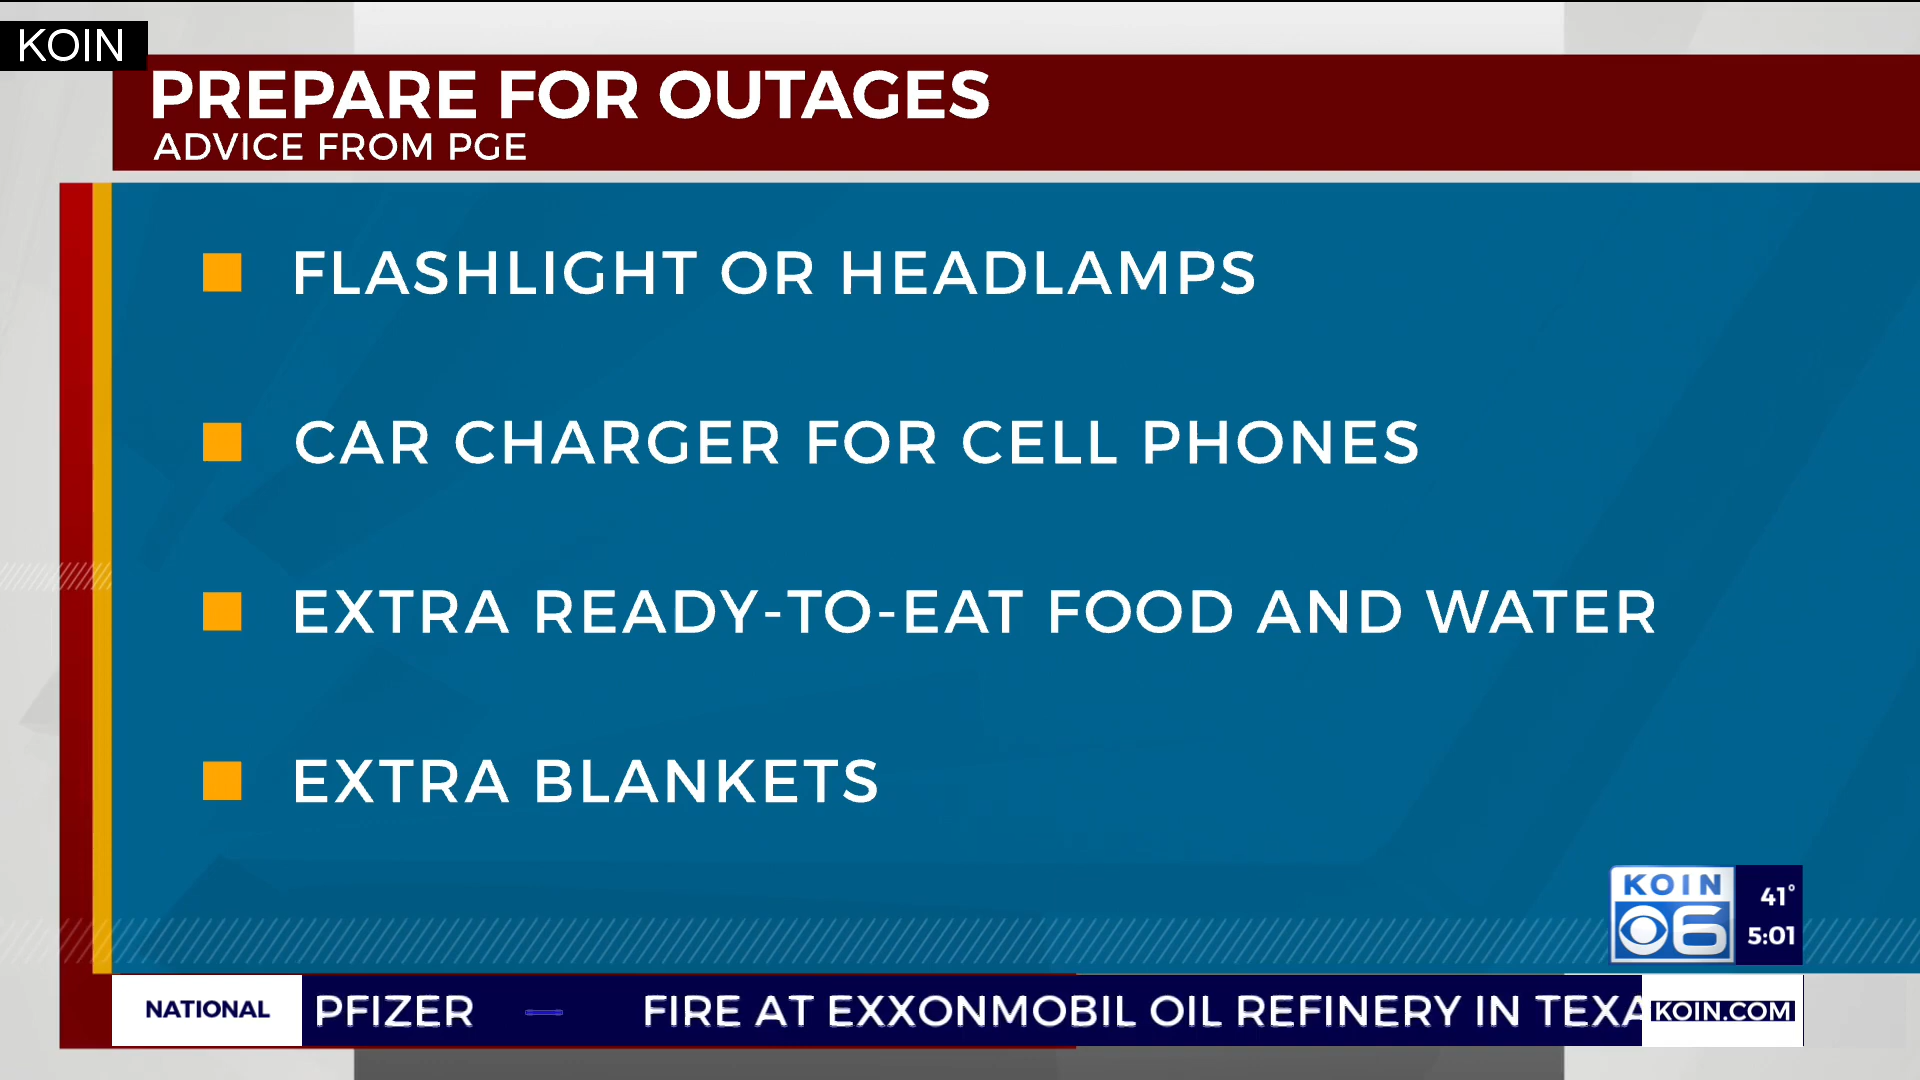 KOIN
PREPARE FOR OUTAGES
ADVICE FROM PGE
FLASHLIGHT OR HEADLAMPS
CAR CHARGER FOR CELL PHONES
EXTRA READY-TO-EAT FOOD AND WATER
EXTRA BLANKETS
KOIN 6
41°
5:01
NATIONAL
PFIZER — FIRE AT EXXONMOBIL OIL REFINERY IN TEXA
KOIN.COM